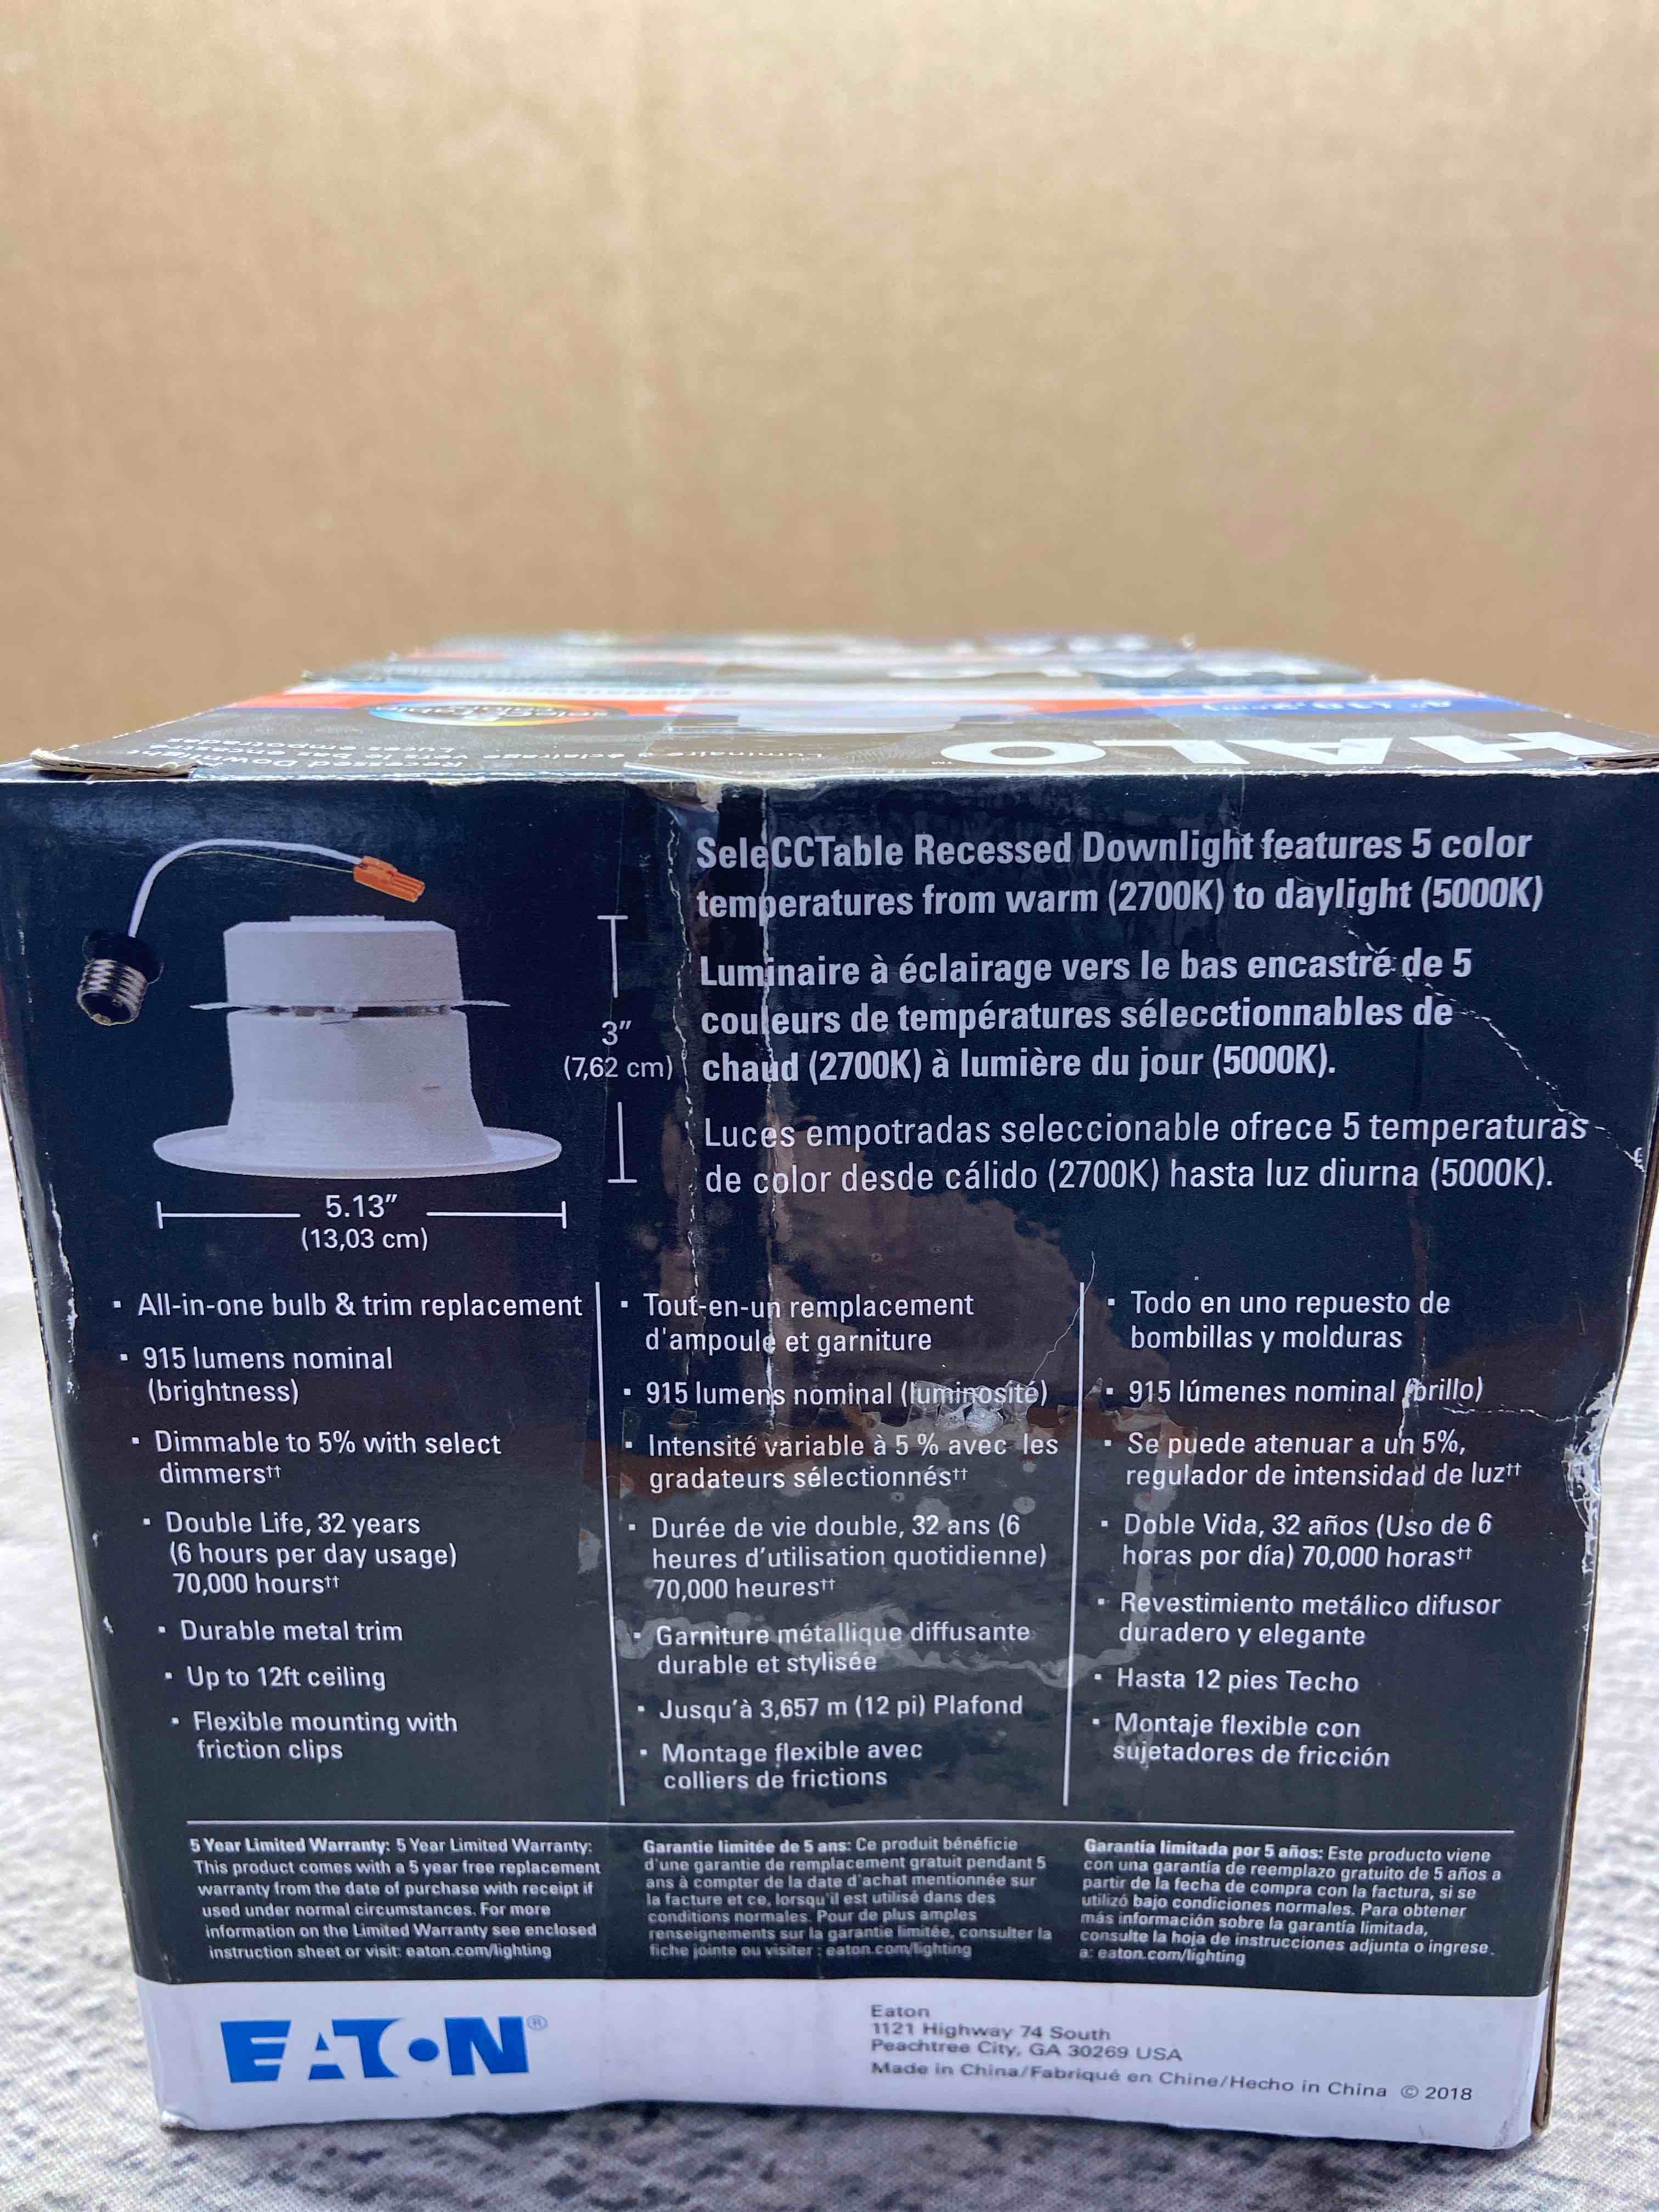 HALO™
4" (10,2cm)
Recessed Downlight
Luminaire à éclairage vers le bas encastré
Luces empotradas
SeleCCTable Recessed Downlight features 5 color
temperatures from warm (2700K) to daylight (5000K)
Luminaire à éclairage vers le bas encastré de 5
couleurs de températures sélecctionnables de
chaud (2700K) à lumière du jour (5000K).
Luces empotradas seleccionable ofrece 5 temperaturas
de color desde cálido (2700K) hasta luz diurna (5000K).
3"
(7,62 cm)
5.13"
(13,03 cm)
· All-in-one bulb & trim replacement
· 915 lumens nominal
(brightness)
· Dimmable to 5% with select
dimmers††
· Double Life, 32 years
(6 hours per day usage)
70,000 hours††
· Durable metal trim
· Up to 12ft ceiling
· Flexible mounting with
friction clips
· Tout-en-un remplacement
d'ampoule et garniture
· 915 lumens nominal (luminosité)
· Intensité variable à 5 % avec les
gradateurs sélectionnés††
· Durée de vie double, 32 ans (6
heures d'utilisation quotidienne)
70,000 heures††
· Garniture métallique diffusante
durable et stylisée
· Jusqu'à 3,657 m (12 pi) Plafond
· Montage flexible avec
colliers de frictions
· Todo en uno repuesto de
bombillas y molduras
· 915 lúmenes nominal (brillo)
· Se puede atenuar a un 5%,
regulador de intensidad de luz††
· Doble Vida, 32 años (Uso de 6
horas por día) 70,000 horas††
· Revestimiento metálico difusor
duradero y elegante
· Hasta 12 pies Techo
· Montaje flexible con
sujetadores de fricción
5 Year Limited Warranty: 5 Year Limited Warranty:
This product comes with a 5 year free replacement
warranty from the date of purchase with receipt if
used under normal circumstances. For more
information on the Limited Warranty see enclosed
instruction sheet or visit: eaton.com/lighting
Garantie limitée de 5 ans: Ce produit bénéficie
d'une garantie de remplacement gratuit pendant 5
ans à compter de la date d'achat mentionnée sur
la facture et ce, lorsqu'il est utilisé dans des
conditions normales. Pour de plus amples
renseignements sur la garantie limitée, consulter la
fiche jointe ou visiter : eaton.com/lighting
Garantía limitada por 5 años: Este producto viene
con una garantía de reemplazo gratuito de 5 años a
partir de la fecha de compra con la factura, si se
utilizó bajo condiciones normales. Para obtener
más información sobre la garantía limitada,
consulte la hoja de instrucciones adjunta o ingrese
a: eaton.com/lighting
EATON®
Eaton
1121 Highway 74 South
Peachtree City, GA 30269 USA
Made in China/Fabriqué en Chine/Hecho in China © 2018